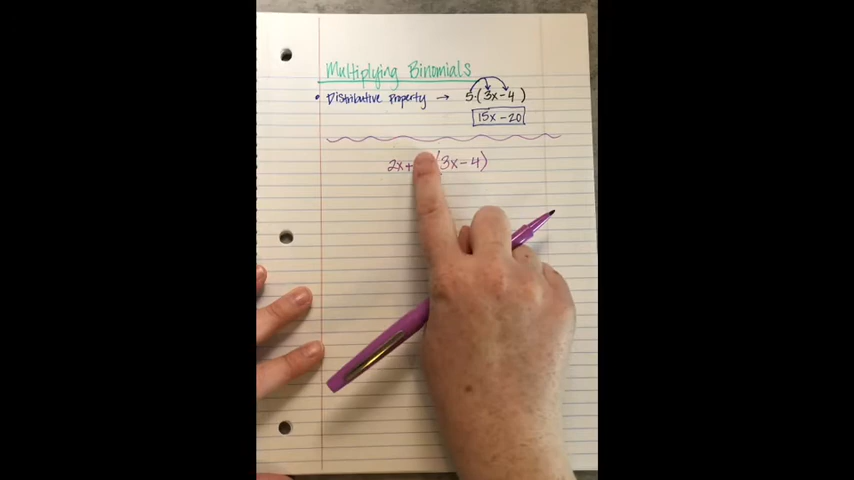 Multiplying Binomials
• Distributive Property → 5·(3x-4)
15x-20
2x+ (3x-4)